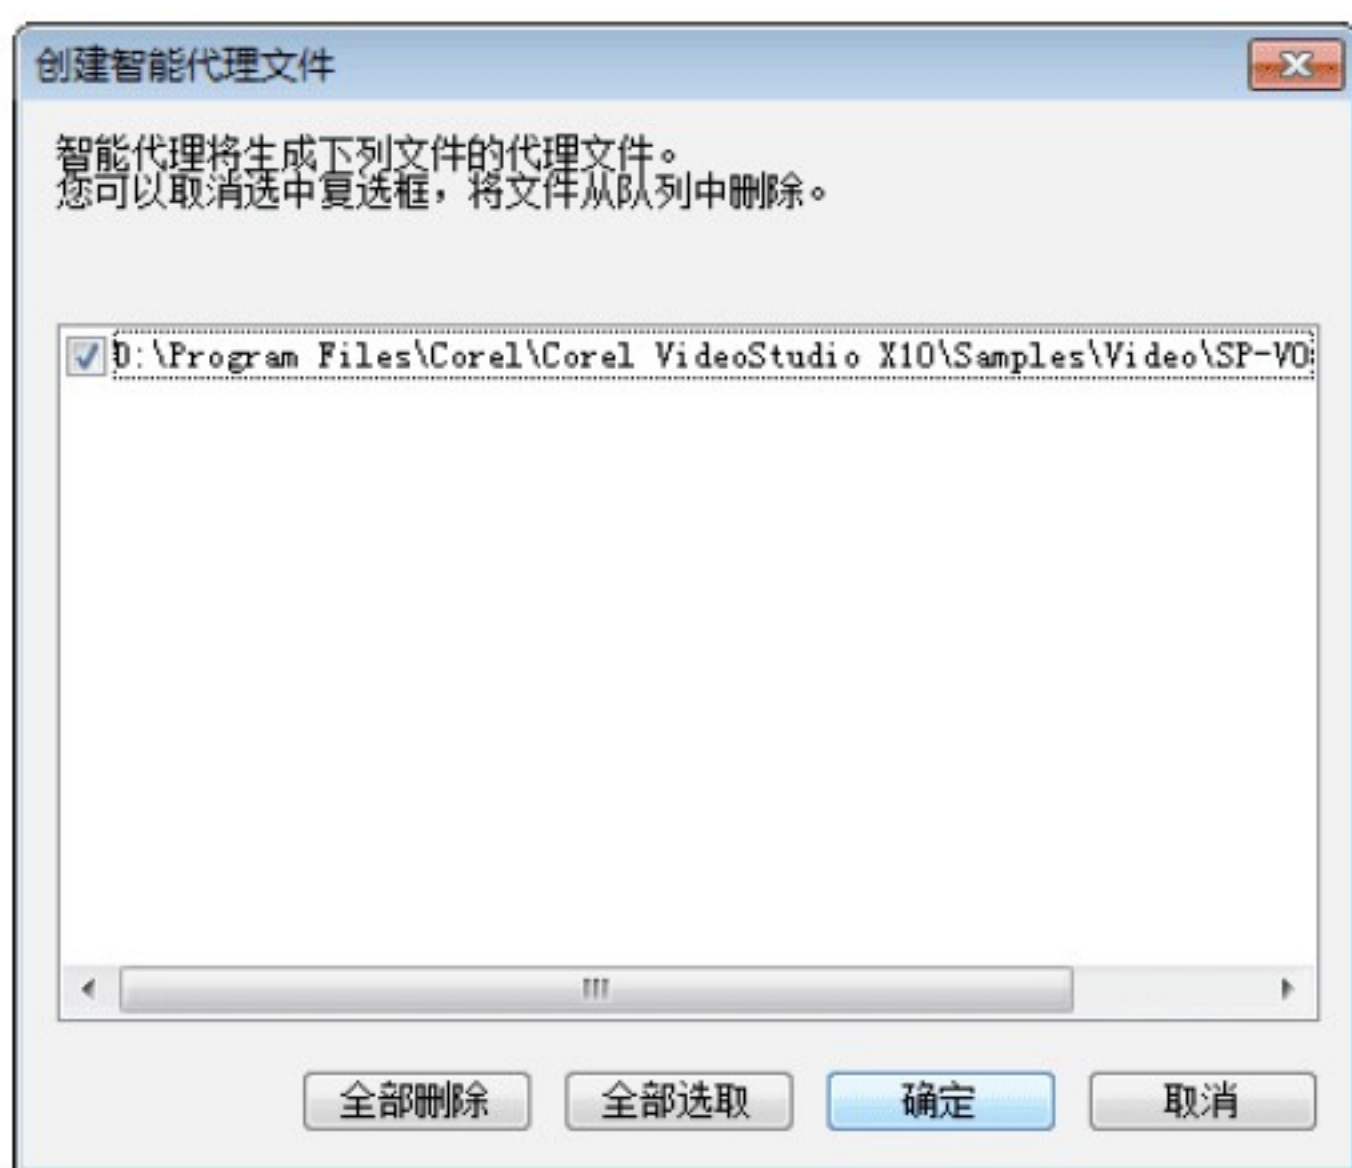 创建智能代理文件
智能代理将生成下列文件的代理文件。
您可以取消选中复选框，将文件从队列中删除。
D:\Program Files\Corel\Corel VideoStudio X10\Samples\Video\SP-V0
全部删除 全部选取 确定 取消